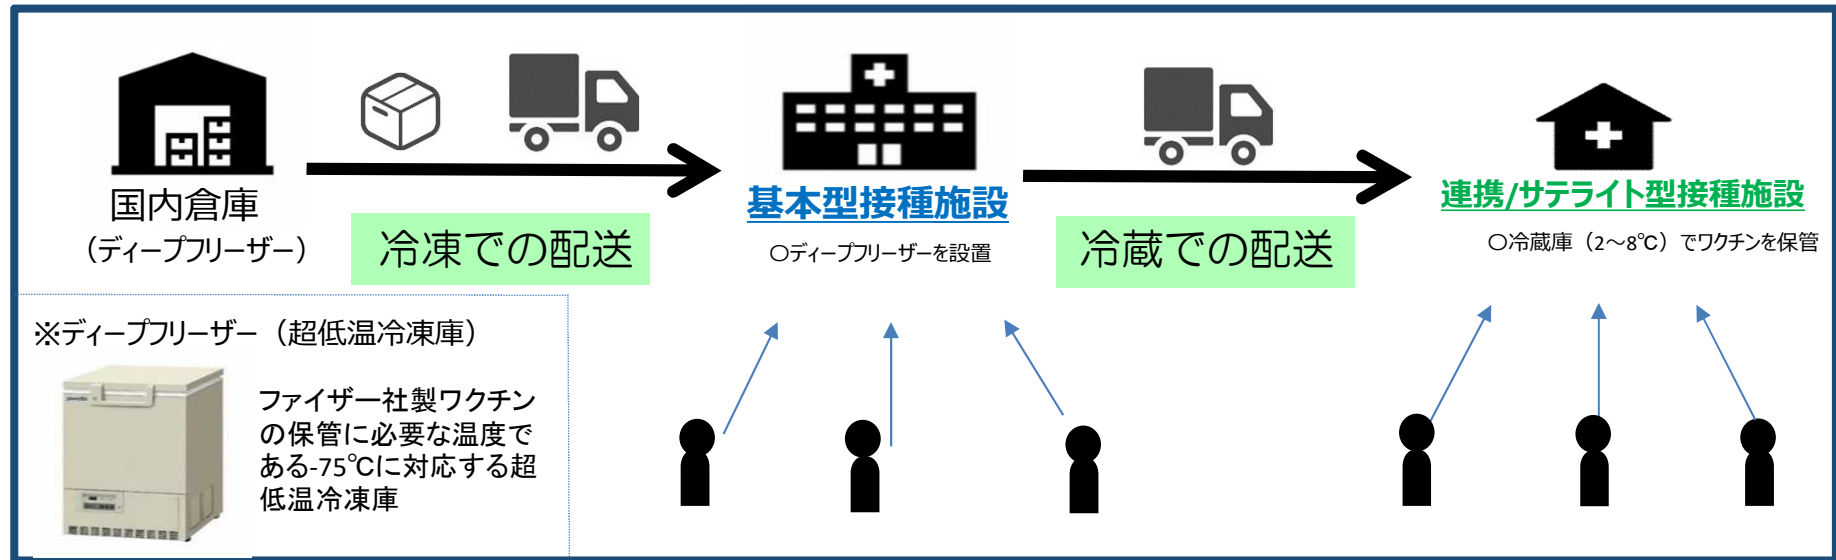 国内倉庫
（ディープフリーザー）
冷凍での配送
基本型接種施設
○ディープフリーザーを設置
冷蔵での配送
連携/サテライト型接種施設
○冷蔵庫（2～8℃）でワクチンを保管
※ディープフリーザー（超低温冷凍庫）
ファイザー社製ワクチン
の保管に必要な温度で
ある-75℃に対応する超
低温冷凍庫